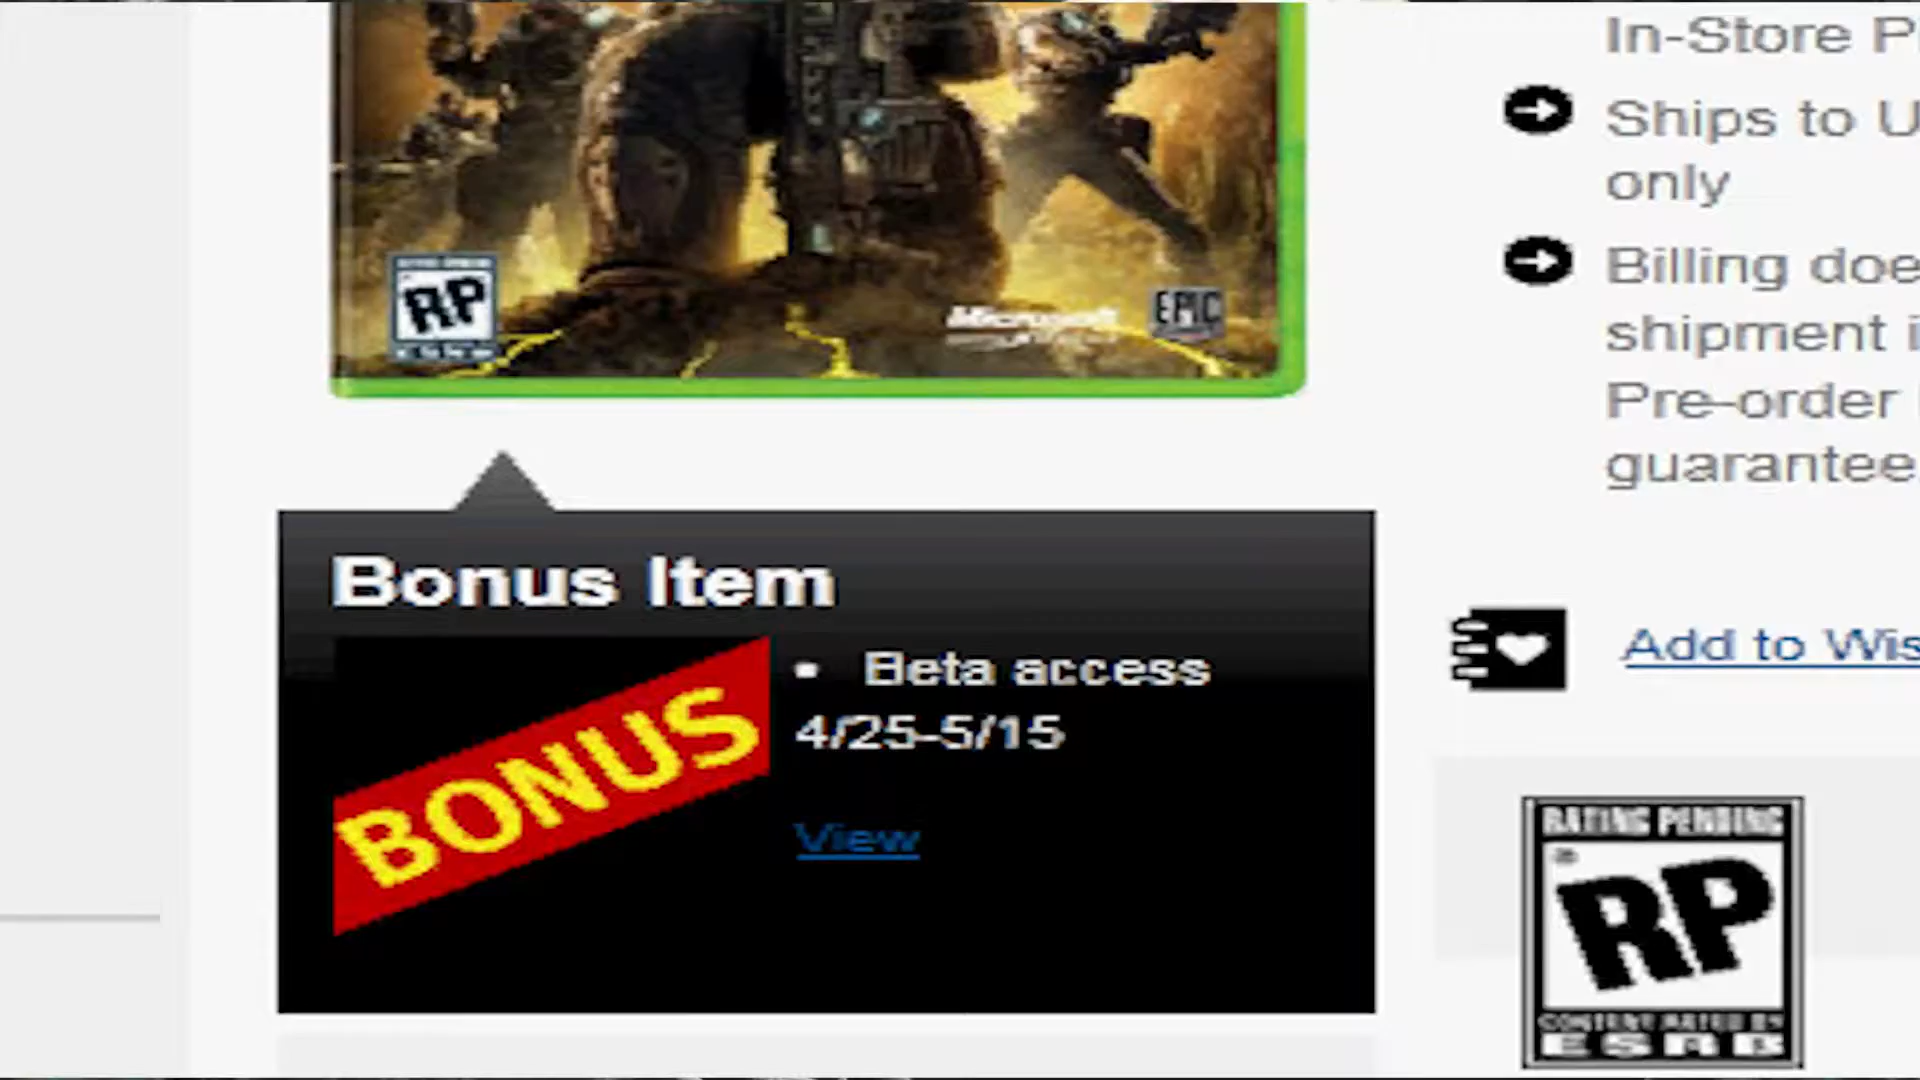 In-Store P
Ships to U
only
Billing doe
shipment i
Pre-order
guarantee.
RP
Microsoft
EPIC
Bonus Item
BONUS
• Beta access
4/25-5/15
View
Add to Wis
RATING PENDING
RP
CONTENT RATED BY
ESRB